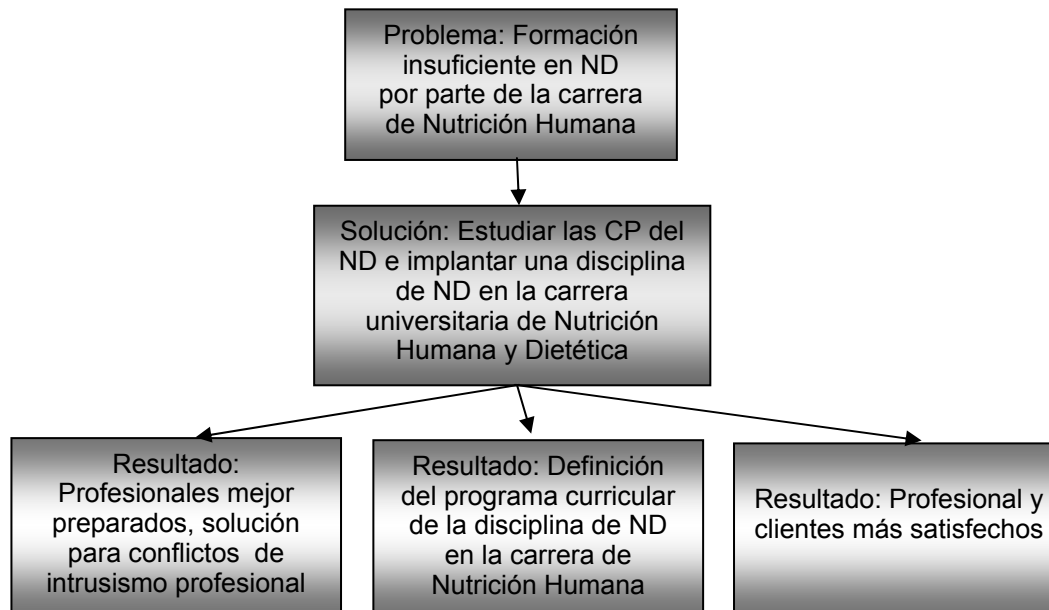 Problema: Formación
insuficiente en ND
por parte de la carrera
de Nutrición Humana
Solución: Estudiar las CP del
ND e implantar una disciplina
de ND en la carrera
universitaria de Nutrición
Humana y Dietética
Resultado:
Profesionales mejor
preparados, solución
para conflictos de
intrusismo profesional
Resultado: Definición
del programa curricular
de la disciplina de ND
en la carrera de
Nutrición Humana
Resultado: Profesional y
clientes más satisfechos